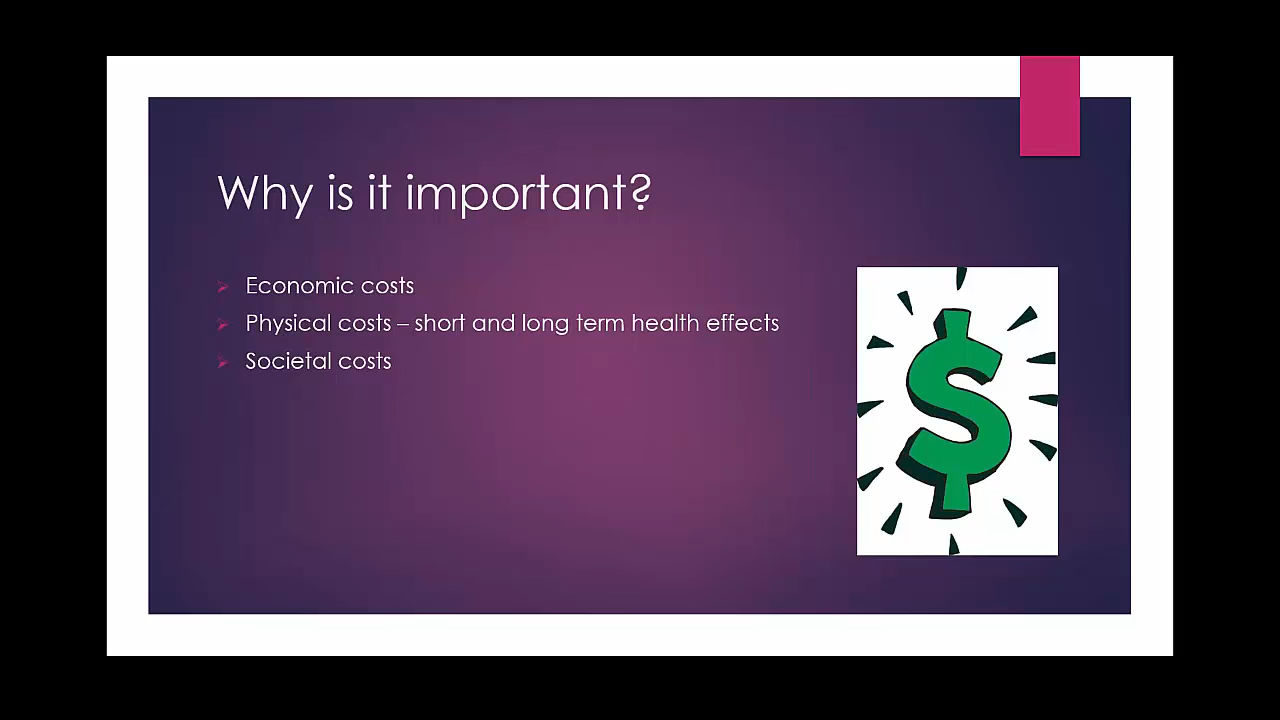 Why is it important?
Economic costs
Physical costs – short and long term health effects
Societal costs
$